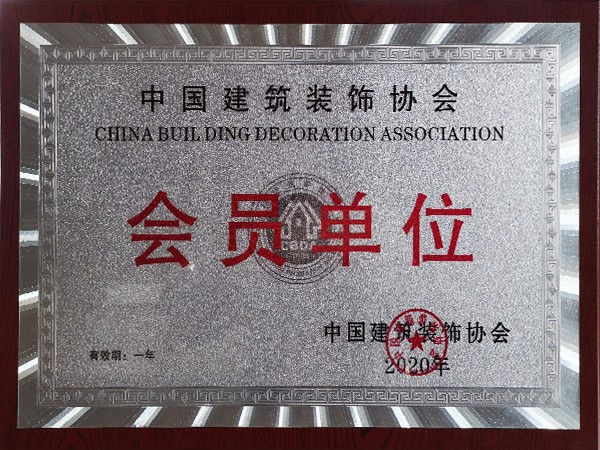 中国建筑装饰协会
CHINA BUIL DING DECORATION ASSOCIATION
会员单位
CBDA
中国建筑装饰协会
有效期：一年
2020年